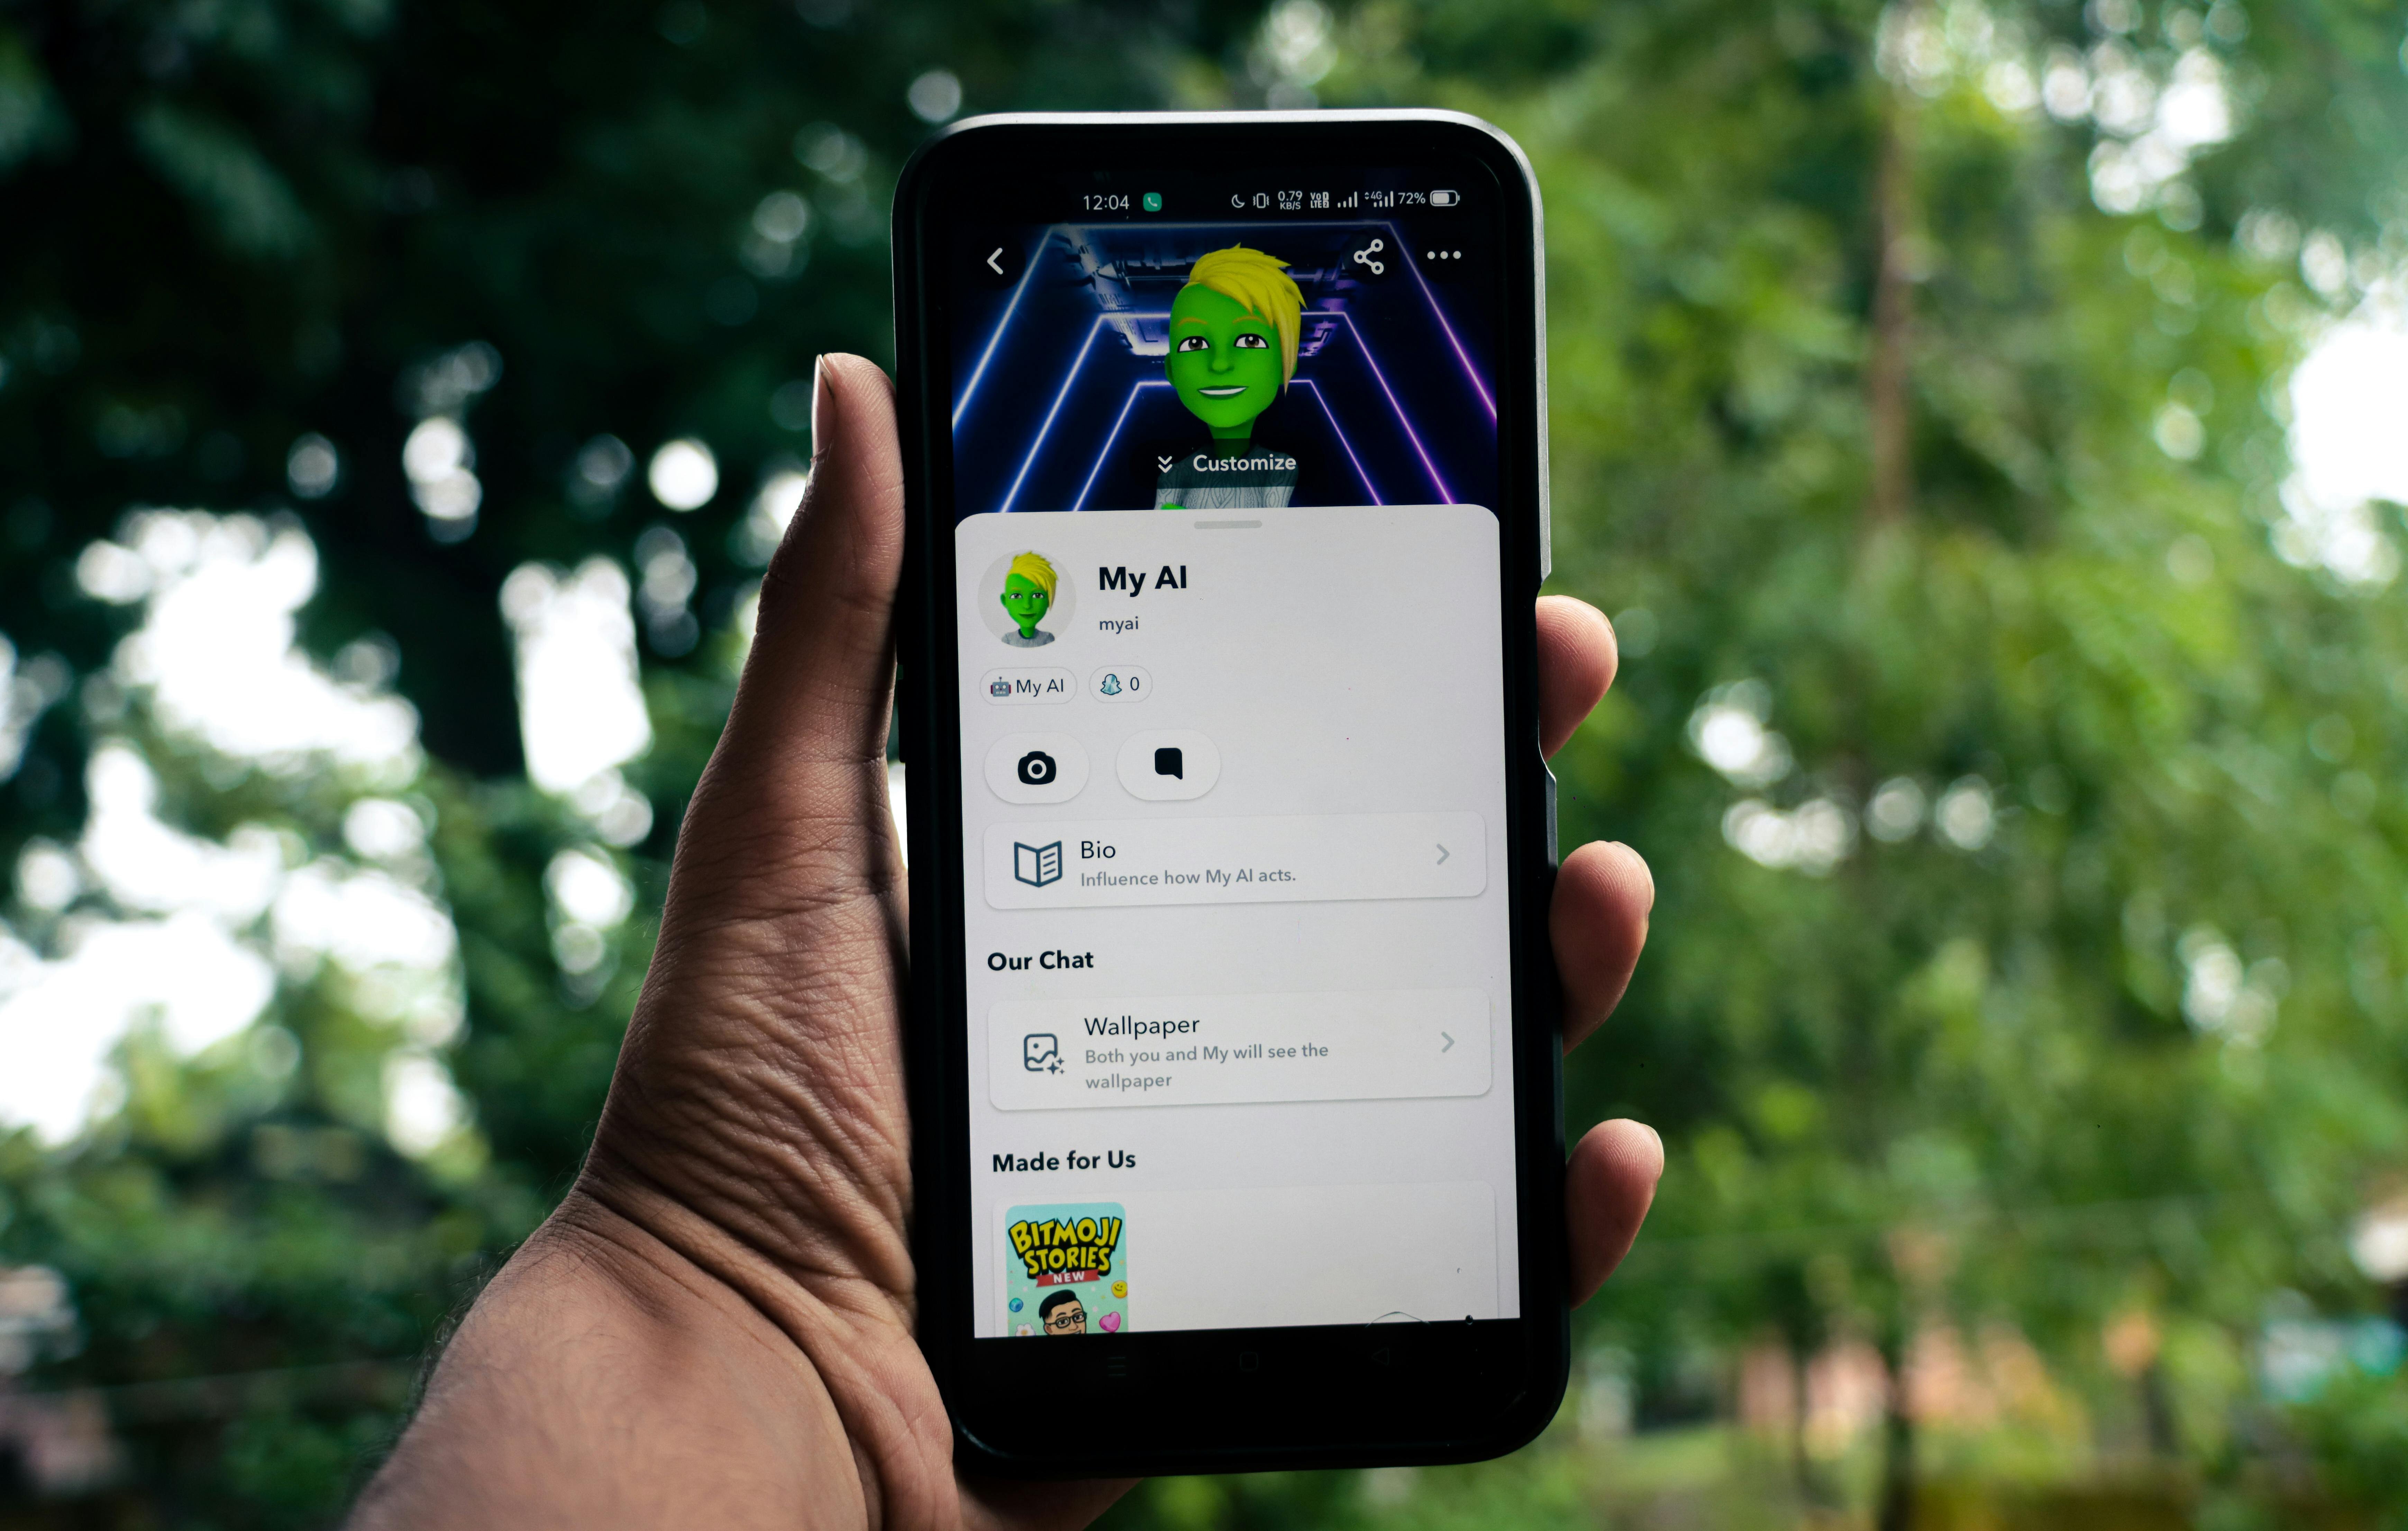 12:04 0.79 KB/S VoD LTE 4G 72%
Customize
My AI
myai
My AI 0
Bio
Influence how My AI acts.
Our Chat
Wallpaper
Both you and My will see the
wallpaper
Made for Us
BITMOJI
STORIES
NEW